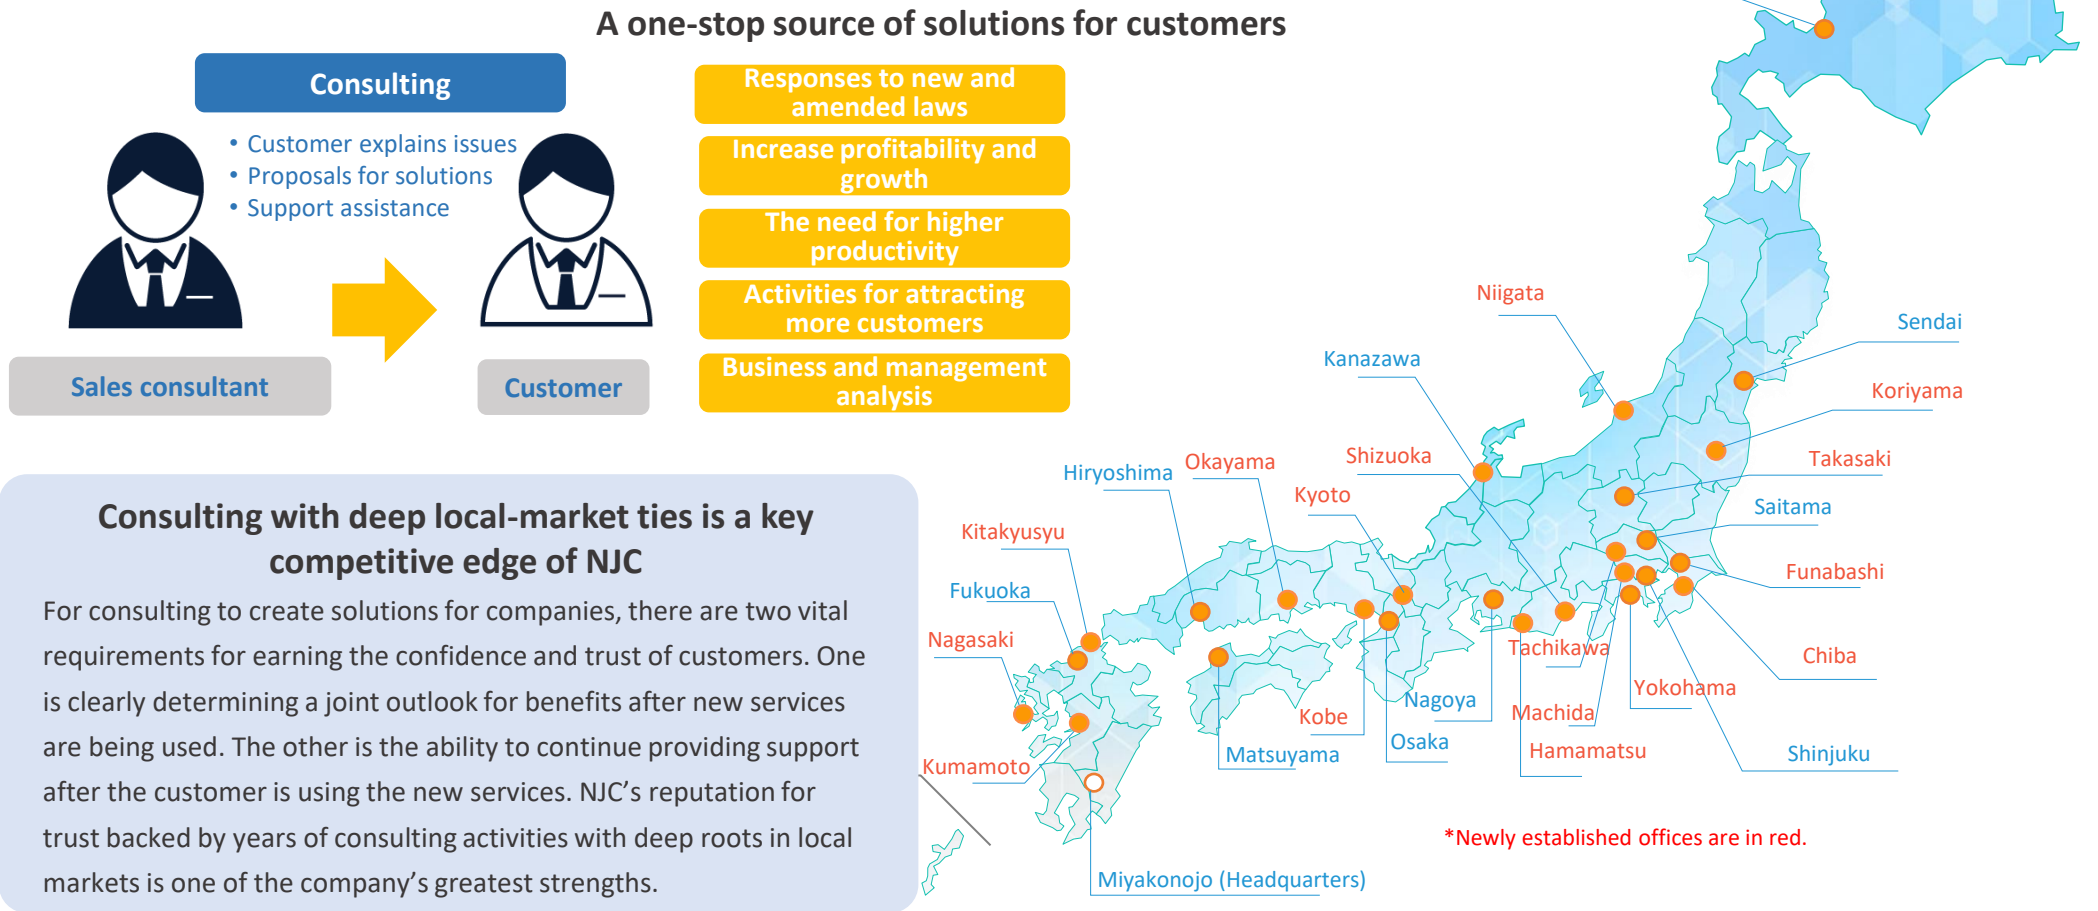 A one-stop source of solutions for customers
Consulting
• Customer explains issues
• Proposals for solutions
• Support assistance
Sales consultant
Customer
Responses to new and
amended laws
Increase profitability and
growth
The need for higher
productivity
Activities for attracting
more customers
Business and management
analysis
Consulting with deep local-market ties is a key
competitive edge of NJC
For consulting to create solutions for companies, there are two vital
requirements for earning the confidence and trust of customers. One
is clearly determining a joint outlook for benefits after new services
are being used. The other is the ability to continue providing support
after the customer is using the new services. NJC’s reputation for
trust backed by years of consulting activities with deep roots in local
markets is one of the company’s greatest strengths.
Niigata
Sendai
Kanazawa
Koriyama
Shizuoka
Takasaki
Okayama
Hiryoshima
Kyoto
Saitama
Kitakyusyu
Funabashi
Fukuoka
Nagasaki
Tachikawa
Chiba
Yokohama
Nagoya
Machida
Kobe
Osaka
Hamamatsu
Shinjuku
Matsuyama
Kumamoto
*Newly established offices are in red.
Miyakonojo (Headquarters)